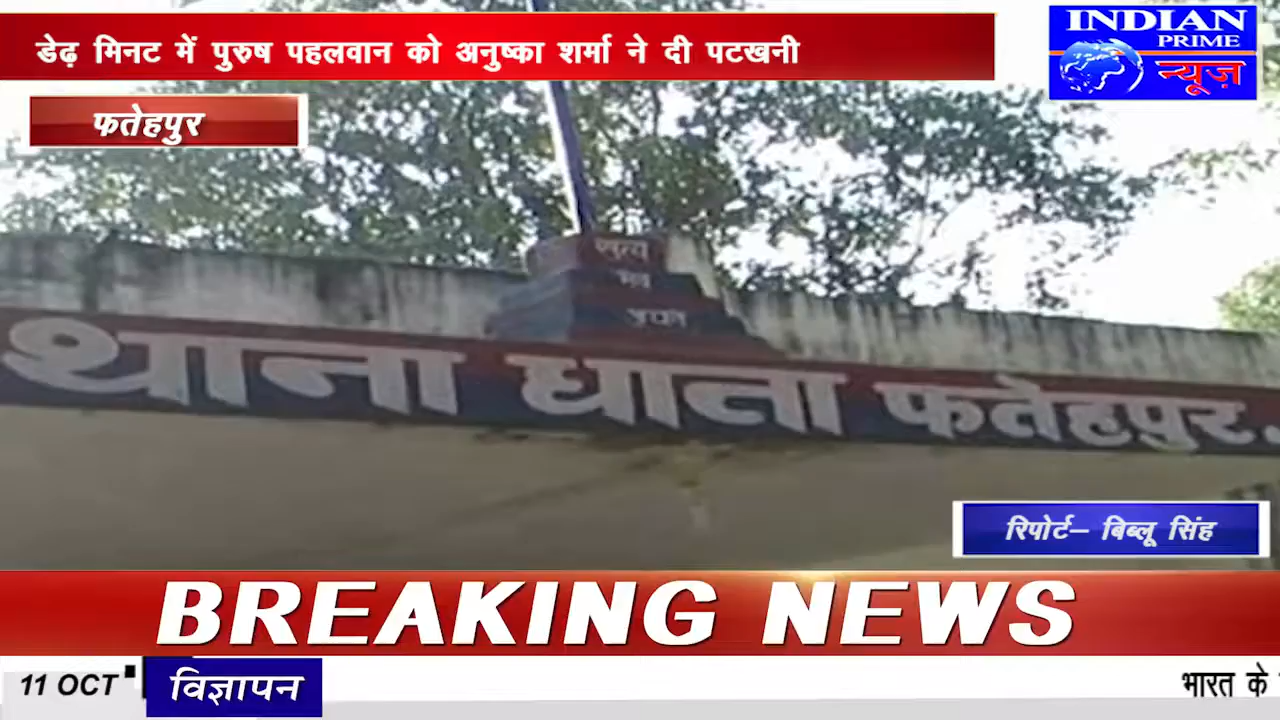 डेढ़ मिनट में पुरुष पहलवान को अनुष्का शर्मा ने दी पटखनी
INDIAN
PRIME
न्यूज़
फतेहपुर
थाना धाता फतेहपुर.
रिपोर्ट– बिब्लू सिंह
BREAKING NEWS
11 OCT
विज्ञापन
भारत के